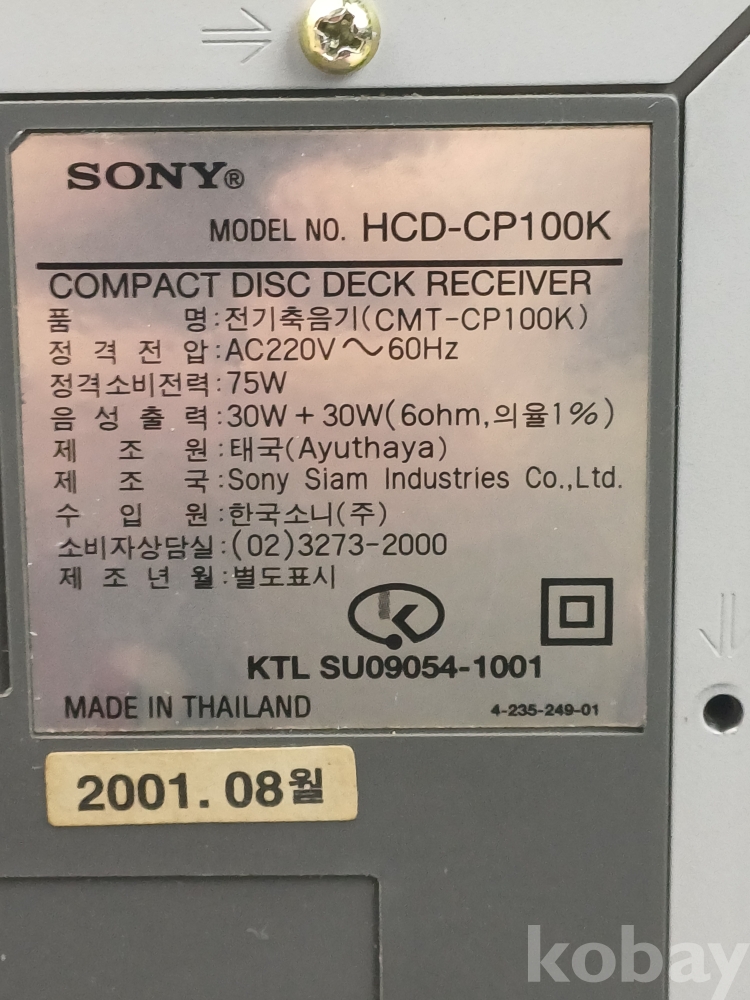 SONY®
MODEL NO. HCD-CP100K
COMPACT DISC DECK RECEIVER
품 명:전기축음기(CMT-CP100K)
정 격 전 압:AC220V～60Hz
정격소비전력:75W
음 성 출 력:30W + 30W(6ohm,의율1%)
제 조 원:태국(Ayuthaya)
제 조 국:Sony Siam Industries Co.,Ltd.
수 입 원:한국소니(주)
소비자상담실:(02)3273-2000
제 조 년 월:별도표시
KTL SU09054-1001
MADE IN THAILAND 4-235-249-01
2001. 08월
kobay